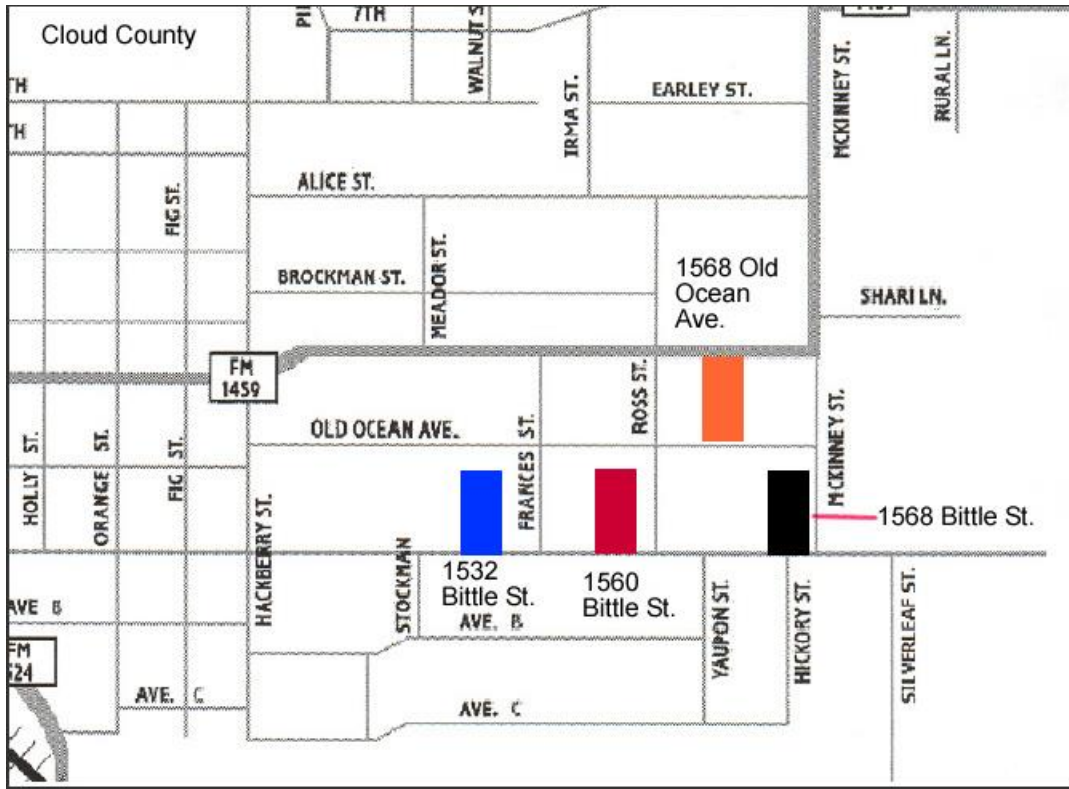 Cloud County
7TH
WALNUT S
TH
EARLEY ST.
MCKINNEY ST.
RURAL LN.
TH
IRMA ST.
ALICE ST.
FIG ST.
MEADOR ST.
BROCKMAN ST.
1568 Old
Ocean
Ave.
SHARI LN.
FM
1459
HOLLY ST.
ORANGE ST.
FIG ST.
OLD OCEAN AVE.
FRANCES ST.
ROSS ST.
MCKINNEY ST.
1568 Bittle St.
HACKBERRY ST.
STOCKMAN
1532
Bittle St.
1560
Bittle St.
AVE B
AVE. B
YAUPON ST.
HICKORY ST.
SILVERLEAF ST.
FM
524
AVE. C
AVE. C